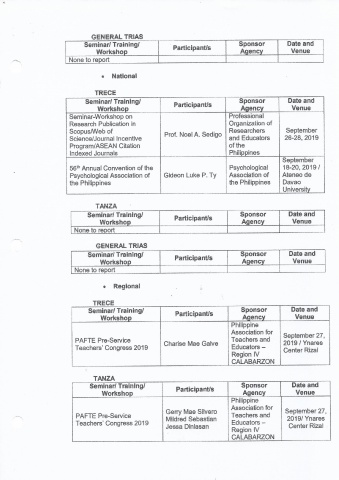 GENERAL TRIAS
Seminar/ Training/ Workshop | Participant/s | Sponsor Agency | Date and Venue
None to report
• National
TRECE
Seminar/ Training/ Workshop | Participant/s | Sponsor Agency | Date and Venue
Seminar-Workshop on Research Publication in Scopus/Web of Science/Journal Incentive Program/ASEAN Citation Indexed Journals | Prof. Noel A. Sedigo | Professional Organization of Researchers and Educators of the Philippines | September 26-28, 2019
56th Annual Convention of the Psychological Association of the Philippines | Gideon Luke P. Ty | Psychological Association of the Philippines | September 19-20, 2019 / Ateneo de Davao University
TANZA
Seminar/ Training/ Workshop | Participant/s | Sponsor Agency | Date and Venue
None to report
GENERAL TRIAS
Seminar/ Training/ Workshop | Participant/s | Sponsor Agency | Date and Venue
None to report
• Regional
TRECE
Seminar/ Training/ Workshop | Participant/s | Sponsor Agency | Date and Venue
PAFTE Pre-Service Teachers' Congress 2019 | Charise Mae Galve | Philippine Association for Teachers and Educators – Region IV CALABARZON | September 27, 2019 / Ynares Center Rizal
TANZA
Seminar/ Training/ Workshop | Participant/s | Sponsor Agency | Date and Venue
PAFTE Pre-Service Teachers' Congress 2019 | Gerry Mae Silvero Mildred Sebastian Jessa Dinlasan | Philippine Association for Teachers and Educators – Region IV CALABARZON | September 27, 2019/ Ynares Center Rizal